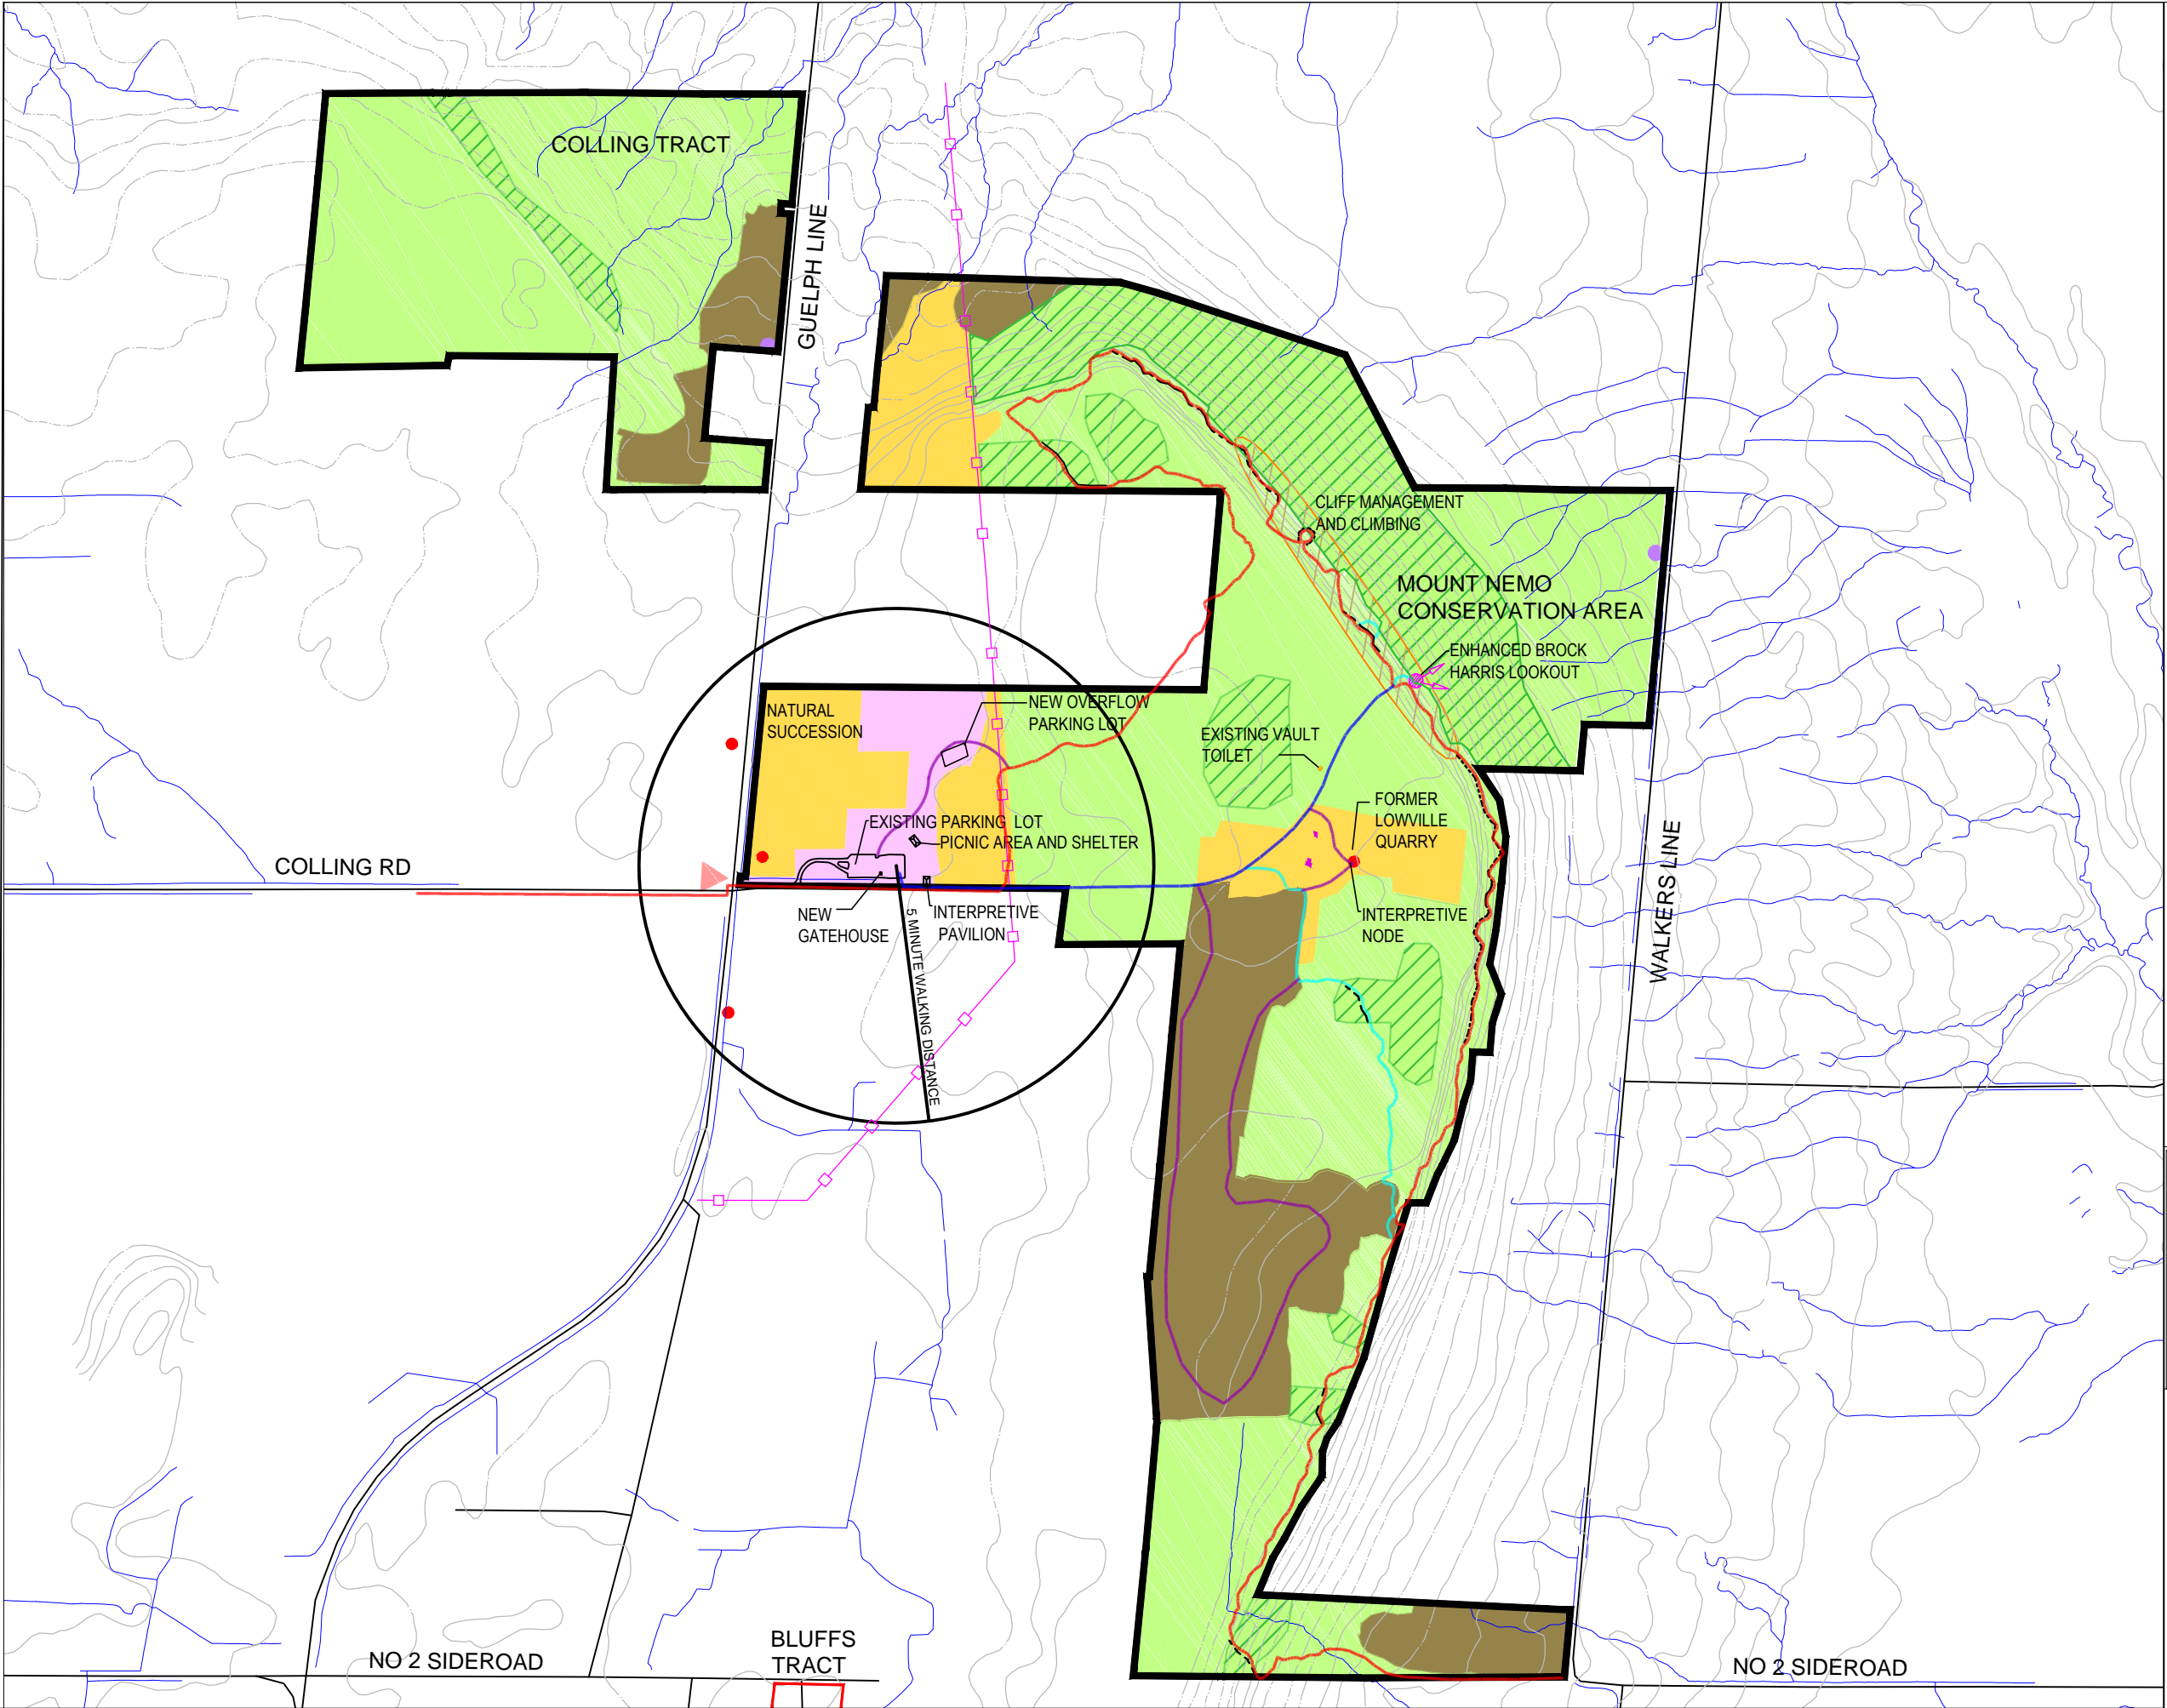 COLLING TRACT
GUELPH LINE
CLIFF MANAGEMENT
AND CLIMBING
MOUNT NEMO
CONSERVATION AREA
ENHANCED BROCK
HARRIS LOOKOUT
NATURAL
SUCCESSION
NEW OVERFLOW
PARKING LOT
EXISTING VAULT
TOILET
FORMER
LOWVILLE
QUARRY
EXISTING PARKING LOT
PICNIC AREA AND SHELTER
COLLING RD
WALKERS LINE
NEW
GATEHOUSE
INTERPRETIVE
PAVILION
INTERPRETIVE
NODE
5 MINUTE WALKING DISTANCE
BLUFFS
TRACT
NO 2 SIDEROAD
NO 2 SIDEROAD